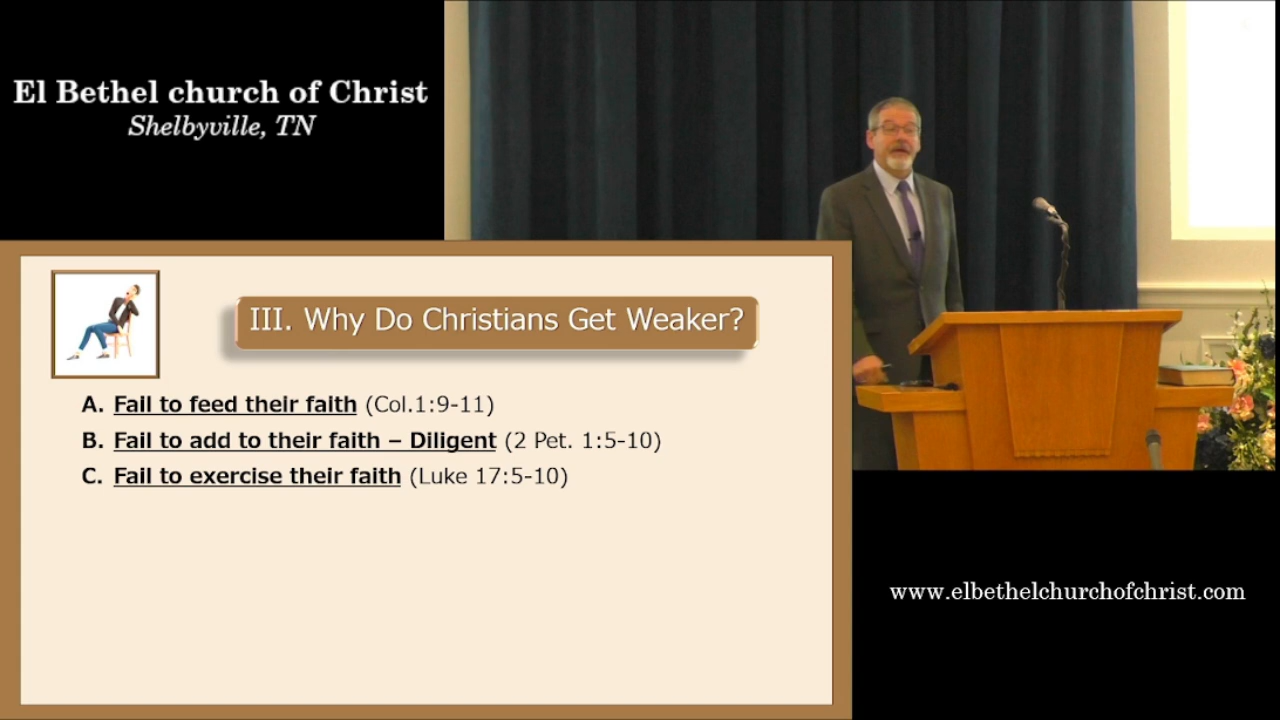 El Bethel church of Christ
Shelbyville, TN
III. Why Do Christians Get Weaker?
A. Fail to feed their faith (Col.1:9-11)
B. Fail to add to their faith – Diligent (2 Pet. 1:5-10)
C. Fail to exercise their faith (Luke 17:5-10)
www.elbethelchurchofchrist.com